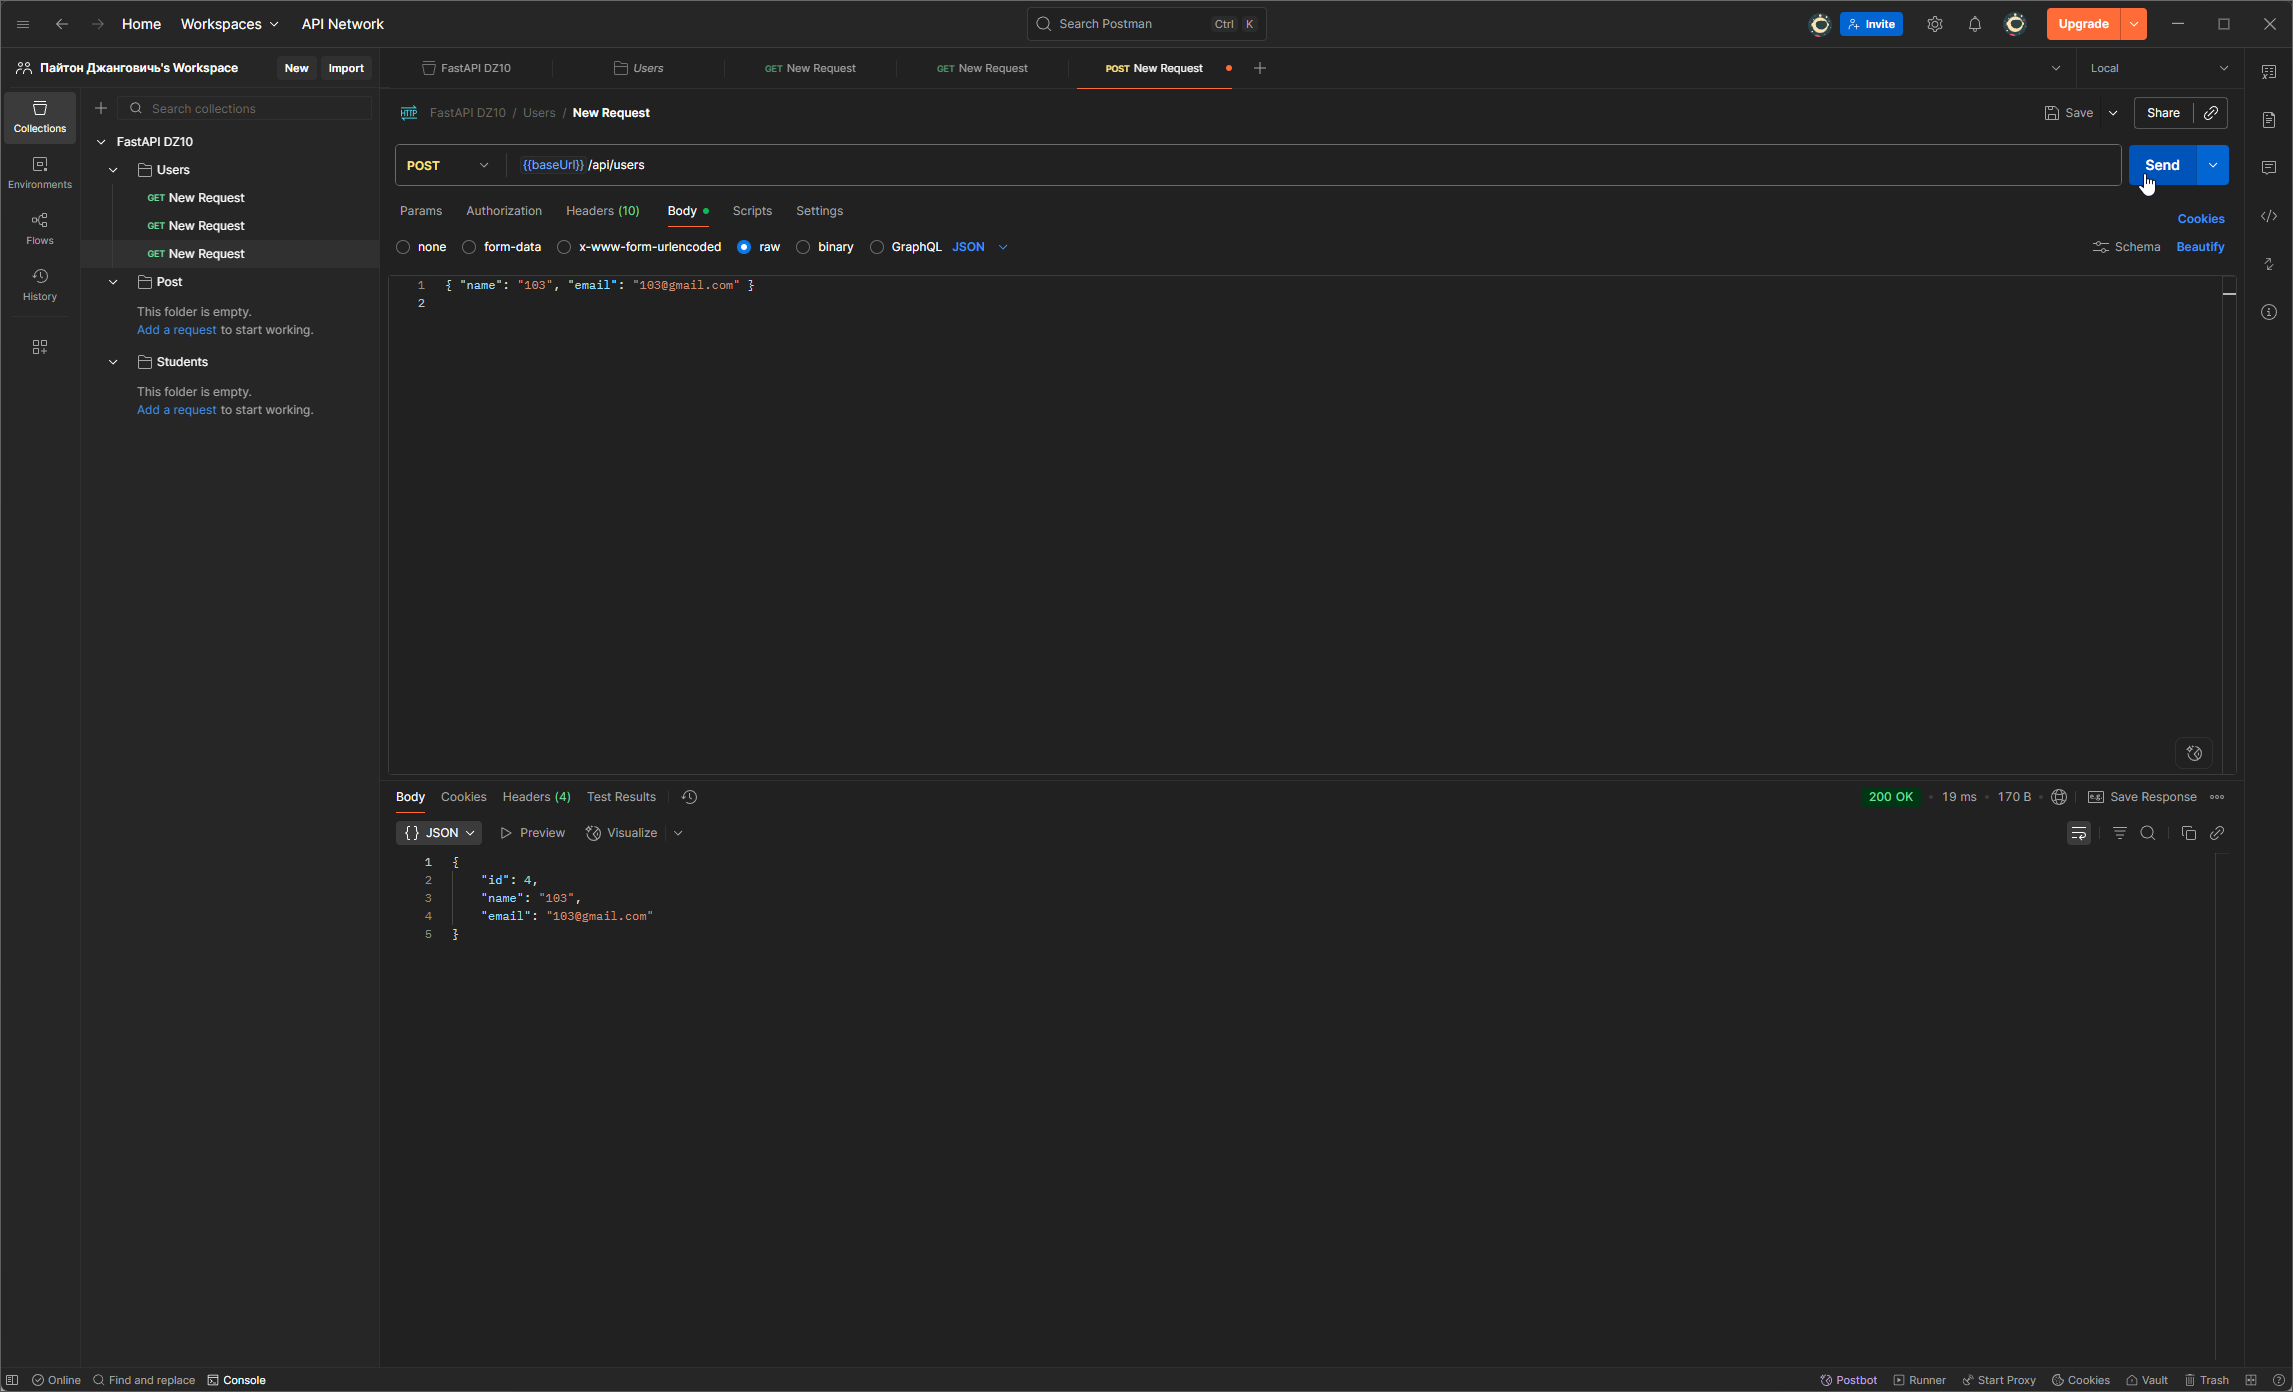 Home Workspaces API Network Search Postman Ctrl K Invite Upgrade
Пайтон Джанговичь's Workspace New Import FastAPI DZ10 Users GET New Request GET New Request POST New Request Local
Search collections
Collections
Environments
Flows
History
FastAPI DZ10
Users
GET New Request
GET New Request
GET New Request
Post
This folder is empty.
Add a request to start working.
Students
This folder is empty.
Add a request to start working.
HTTP FastAPI DZ10 / Users / New Request Save Share
POST {{baseUrl}} /api/users Send
Params Authorization Headers (10) Body Scripts Settings Cookies
none form-data x-www-form-urlencoded raw binary GraphQL JSON Schema Beautify
1 { "name": "103", "email": "103@gmail.com" }
2
Body Cookies Headers (4) Test Results 200 OK 19 ms 170 B e.g. Save Response
{} JSON Preview Visualize
1 {
2 "id": 4,
3 "name": "103",
4 "email": "103@gmail.com"
5 }
Online Find and replace Console Postbot Runner Start Proxy Cookies Vault Trash